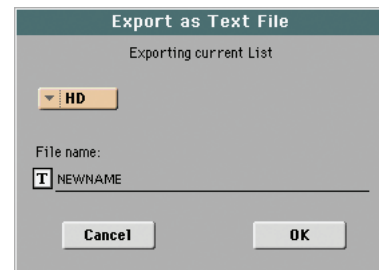 Export as Text File
Exporting current List
HD
File name:
T NEWNAME
Cancel OK